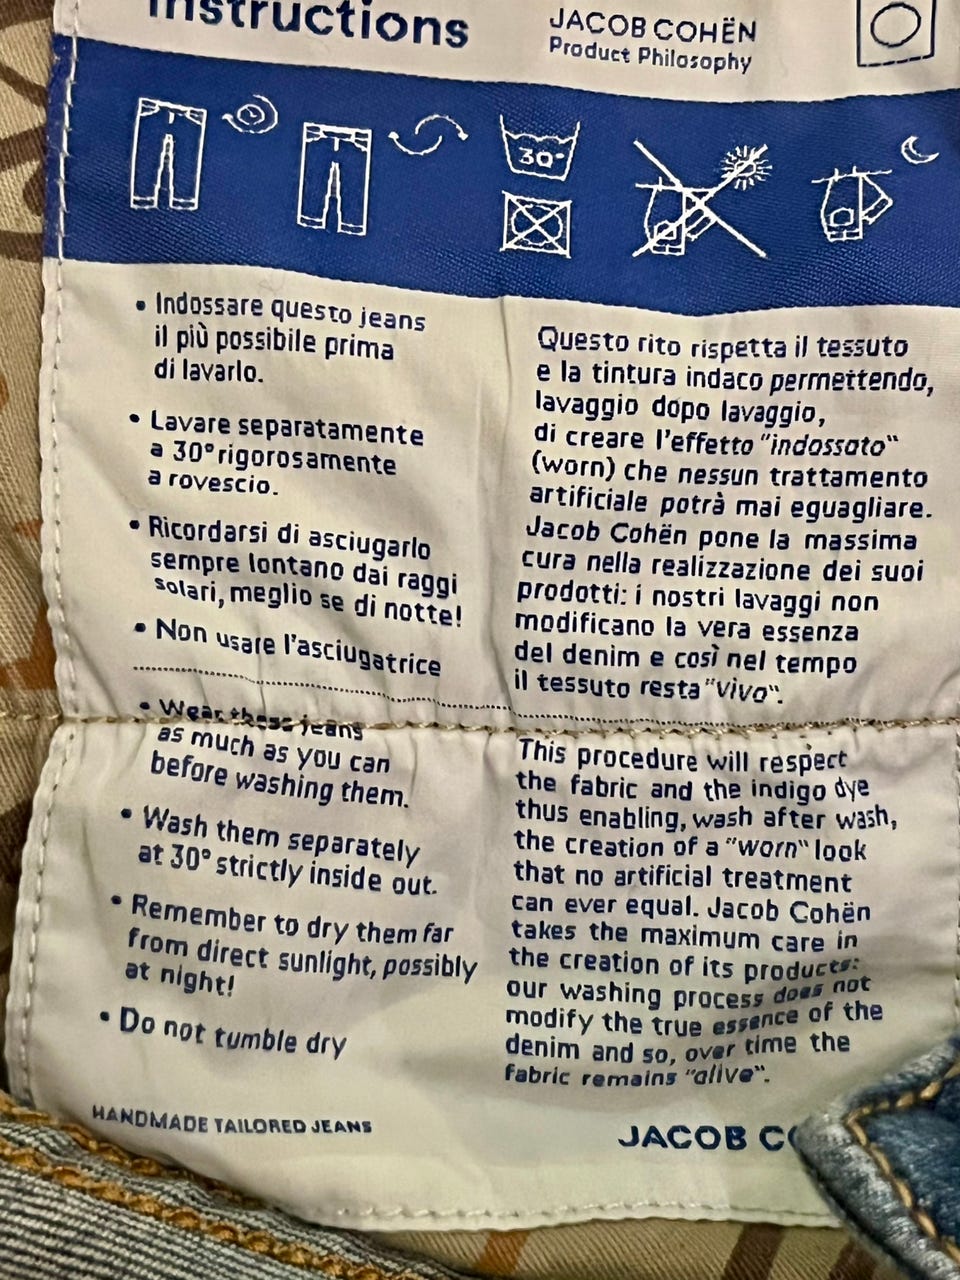 Instructions
JACOB COHËN
Product Philosophy
30°
• Indossare questo jeans
il più possibile prima
di lavarlo.
• Lavare separatamente
a 30° rigorosamente
a rovescio.
• Ricordarsi di asciugarlo
sempre lontano dai raggi
solari, meglio se di notte!
• Non usare l'asciugatrice
Questo rito rispetta il tessuto
e la tintura indaco permettendo,
lavaggio dopo lavaggio,
di creare l'effetto "indossato"
(worn) che nessun trattamento
artificiale potrà mai eguagliare.
Jacob Cohën pone la massima
cura nella realizzazione dei suoi
prodotti: i nostri lavaggi non
modificano la vera essenza
del denim e così nel tempo
il tessuto resta "vivo".
• Wear these jeans
as much as you can
before washing them.
• Wash them separately
at 30° strictly inside out.
• Remember to dry them far
from direct sunlight, possibly
at night!
• Do not tumble dry
This procedure will respect
the fabric and the indigo dye
thus enabling, wash after wash,
the creation of a "worn" look
that no artificial treatment
can ever equal. Jacob Cohën
takes the maximum care in
the creation of its products:
our washing process does not
modify the true essence of the
denim and so, over time the
fabric remains "alive".
HANDMADE TAILORED JEANS
JACOB C